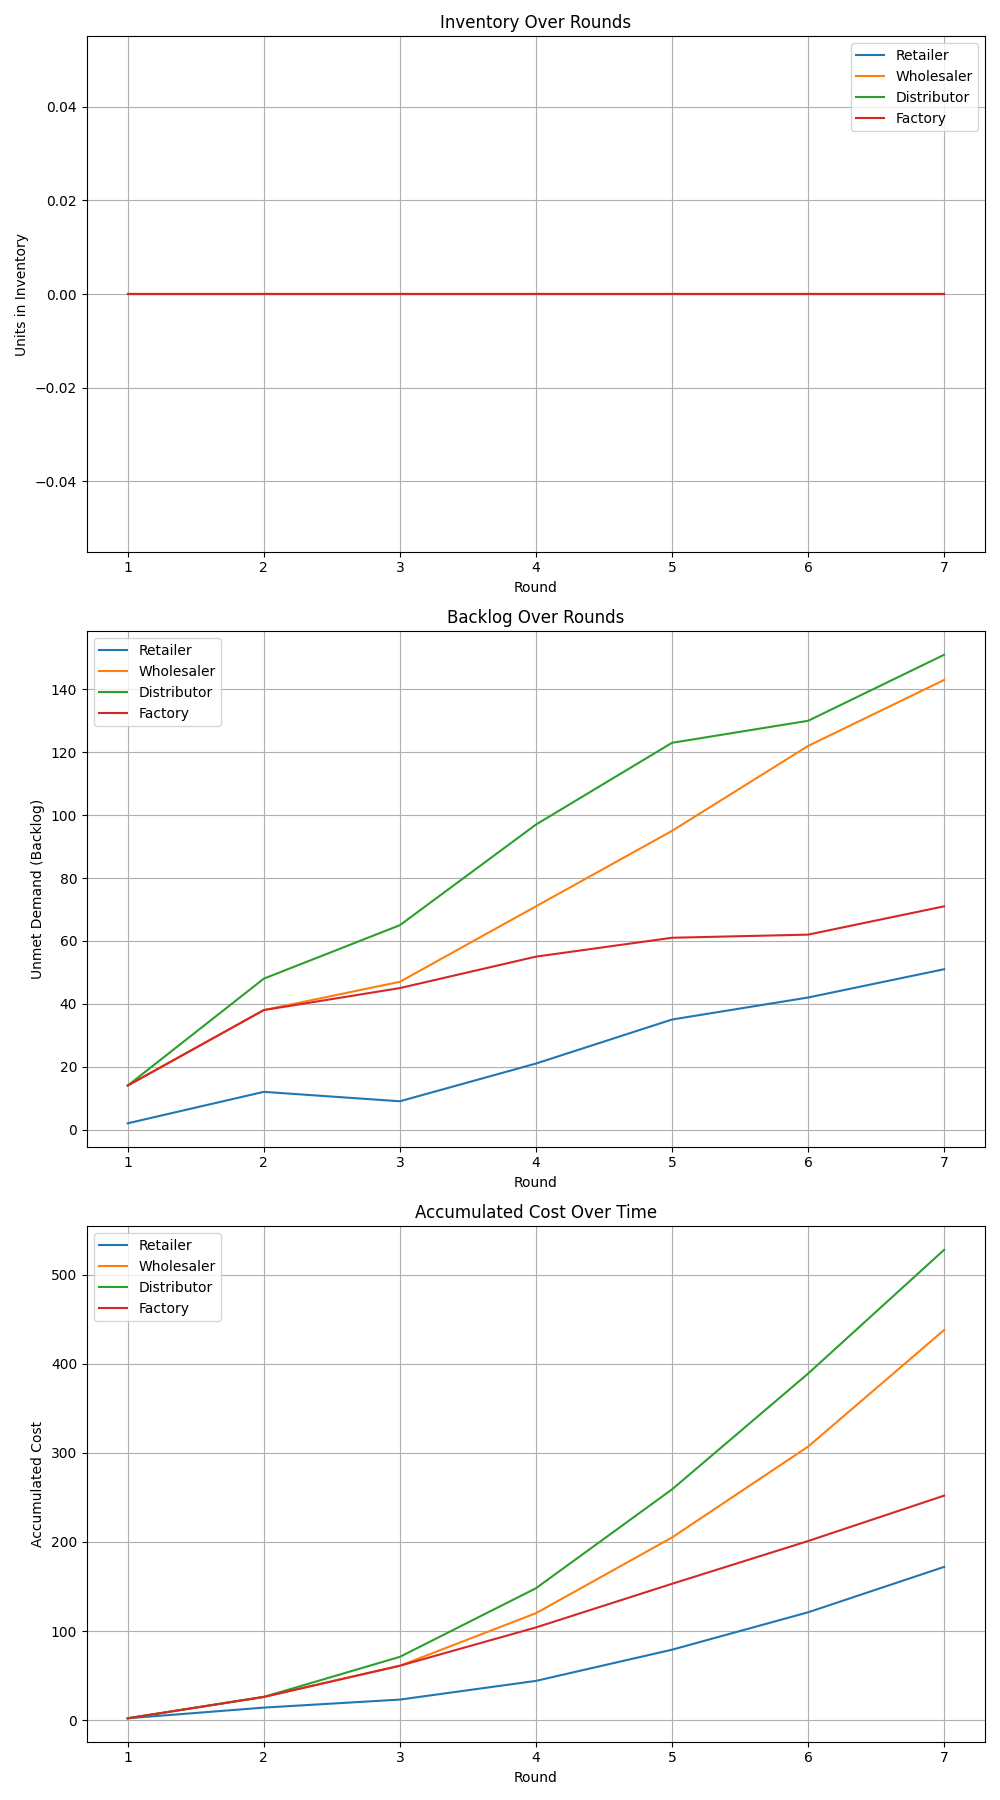 Inventory Over Rounds
Retailer
Wholesaler
Distributor
Factory
0.04
0.02
0.00
−0.02
−0.04
Units in Inventory
1 2 3 4 5 6 7
Round
Backlog Over Rounds
Retailer
Wholesaler
Distributor
Factory
140
120
100
80
60
40
20
0
Unmet Demand (Backlog)
1 2 3 4 5 6 7
Round
Accumulated Cost Over Time
Retailer
Wholesaler
Distributor
Factory
500
400
300
200
100
0
Accumulated Cost
1 2 3 4 5 6 7
Round